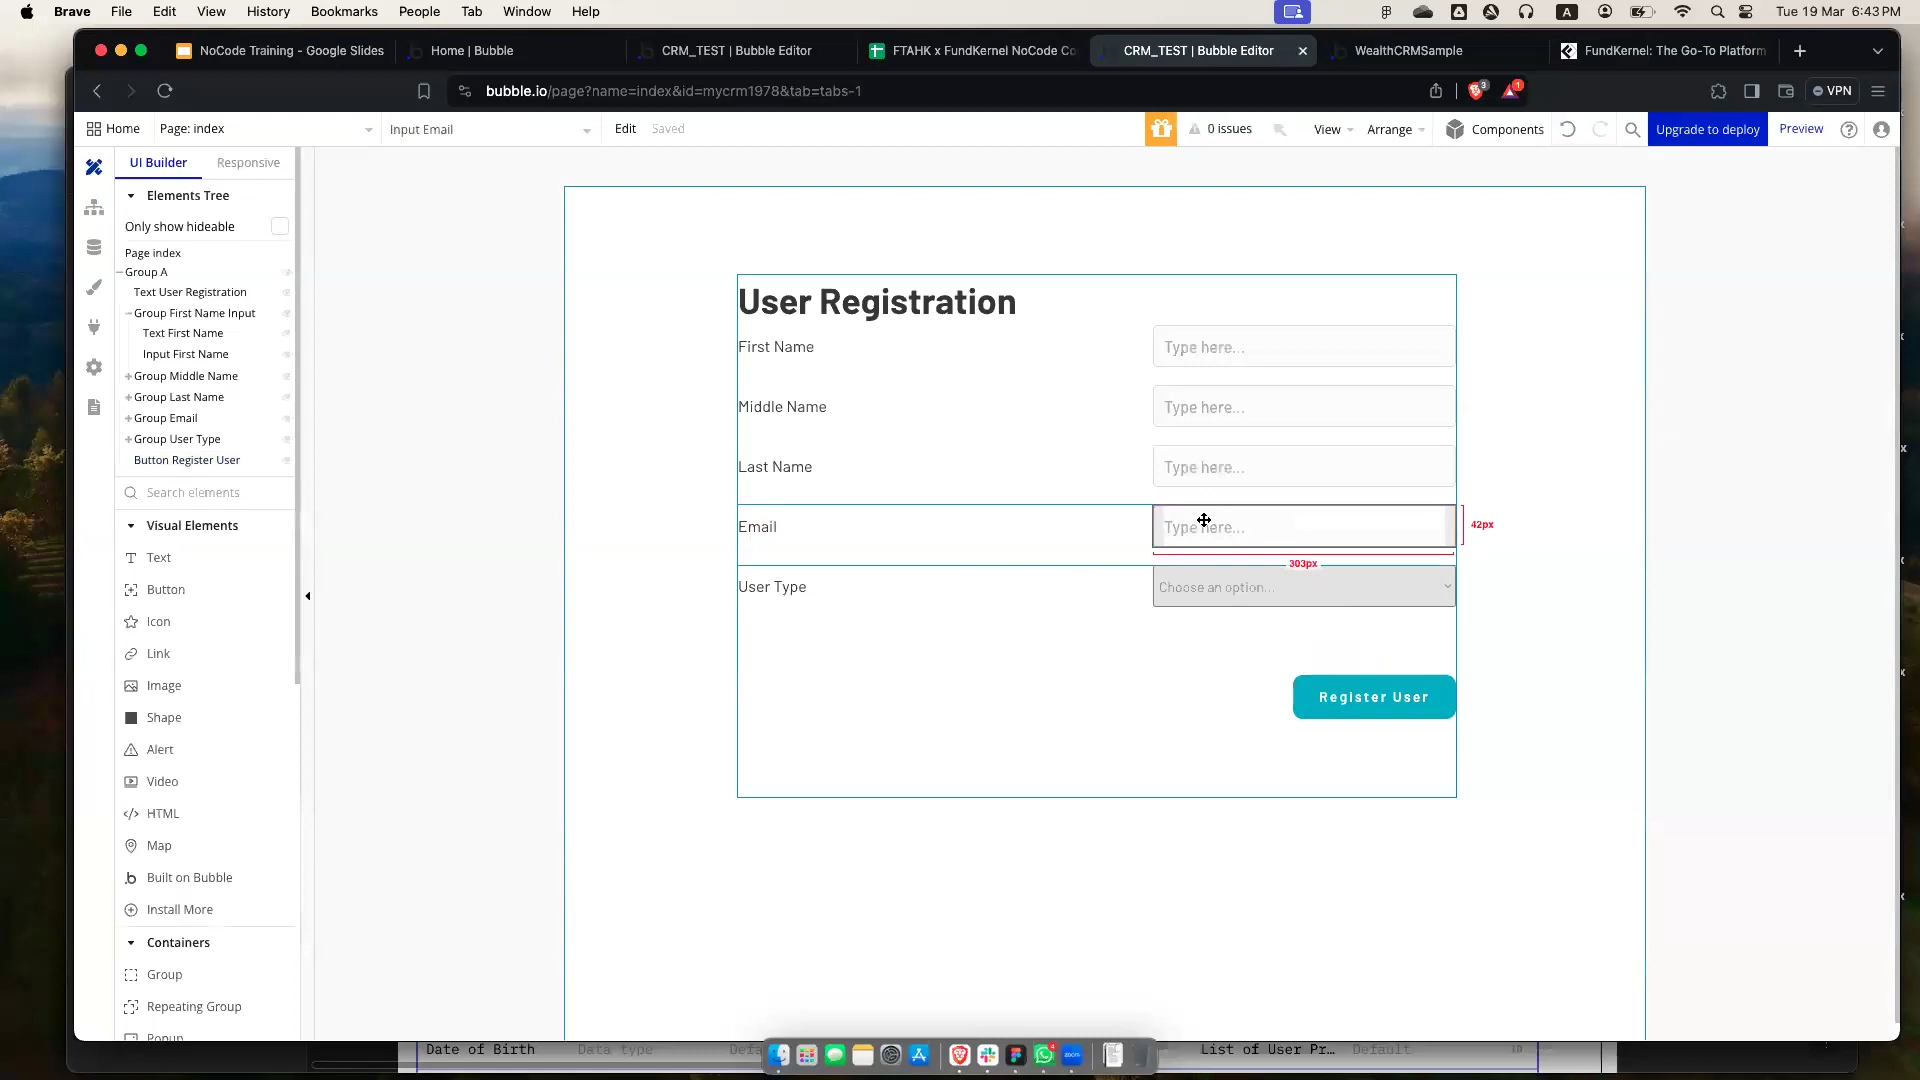 Brave File Edit View History Bookmarks People Tab Window Help A Tue 19 Mar 6:43 PM
NoCode Training - Google Slides Home | Bubble CRM_TEST | Bubble Editor FTAHK x FundKernel NoCode Co CRM_TEST | Bubble Editor WealthCRMSample FundKernel: The Go-To Platform
bubble.io/page?name=index&id=mycrm1978&tab=tabs-1 3 1 VPN
Home Page: index Input Email Edit Saved 0 issues View Arrange Components Upgrade to deploy Preview
UI Builder Responsive
Elements Tree
Only show hideable
Page index
Group A
Text User Registration
Group First Name Input
Text First Name
Input First Name
Group Middle Name
Group Last Name
Group Email
Group User Type
Button Register User
Search elements
Visual Elements
Text
Button
Icon
Link
Image
Shape
Alert
Video
HTML
Map
Built on Bubble
Install More
Containers
Group
Repeating Group
Popup
User Registration
First Name Type here...
Middle Name Type here...
Last Name Type here...
Email Type here... 42px
303px
User Type Choose an option...
Register User
Date of Birth Data type List of User Pr... Default